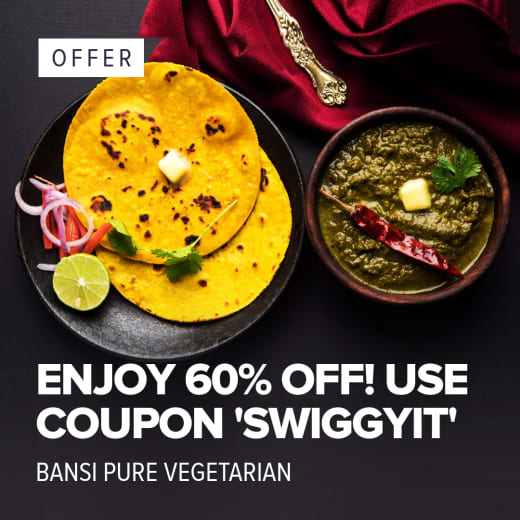 OFFER
ENJOY 60% OFF! USE
COUPON 'SWIGGYIT'
BANSI PURE VEGETARIAN